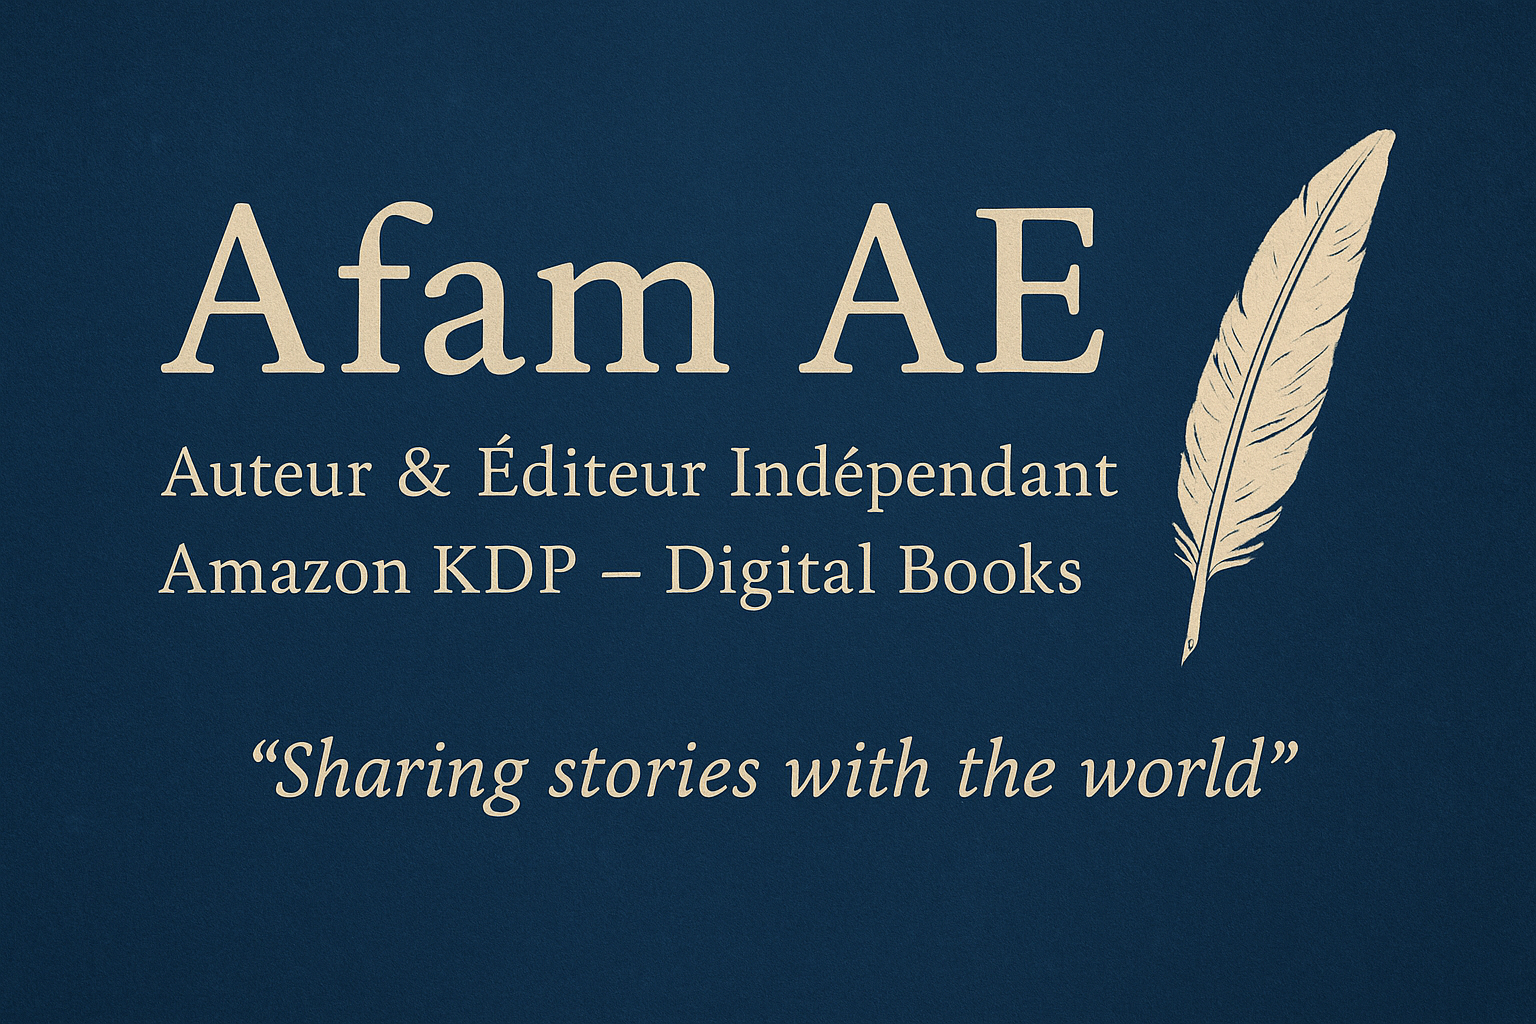 Afam AE
Auteur & Éditeur Indépendant
Amazon KDP – Digital Books
“Sharing stories with the world”